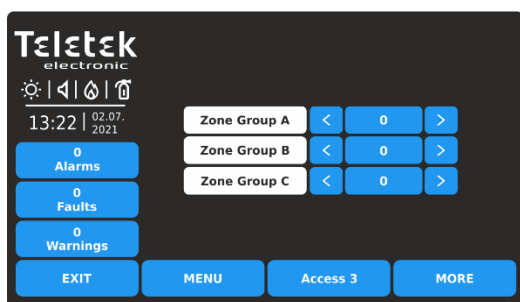 Teletek
electronic
13:22 | 02.07.
2021
Zone Group A < 0 >
Zone Group B < 0 >
Zone Group C < 0 >
0
Alarms
0
Faults
0
Warnings
EXIT MENU Access 3 MORE